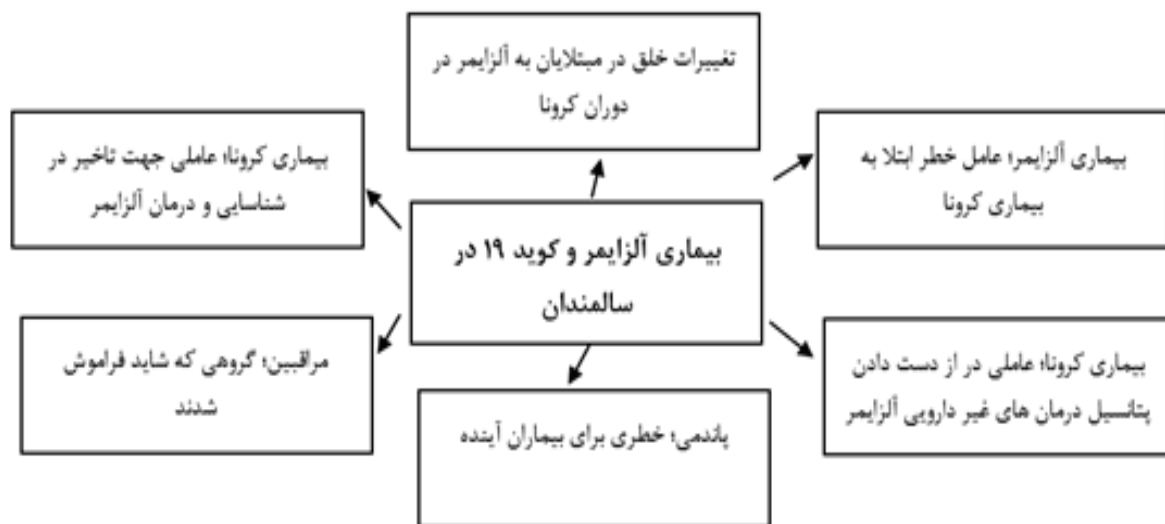 تغییرات خلق در مبتلایان به آلزایمر در
دوران کرونا
بیماری آلزایمر؛ عامل خطر ابتلا به
بیماری کرونا
بیماری کرونا؛ عاملی جهت تاخیر در
شناسایی و درمان آلزایمر
بیماری آلزایمر و کوید ۱۹ در
سالمندان
بیماری کرونا؛ عاملی در از دست دادن
پتانسیل درمان های غیر دارویی آلزایمر
مراقبین؛ گروهی که شاید فراموش
شدند
پاندمی؛ خطری برای بیماران آینده